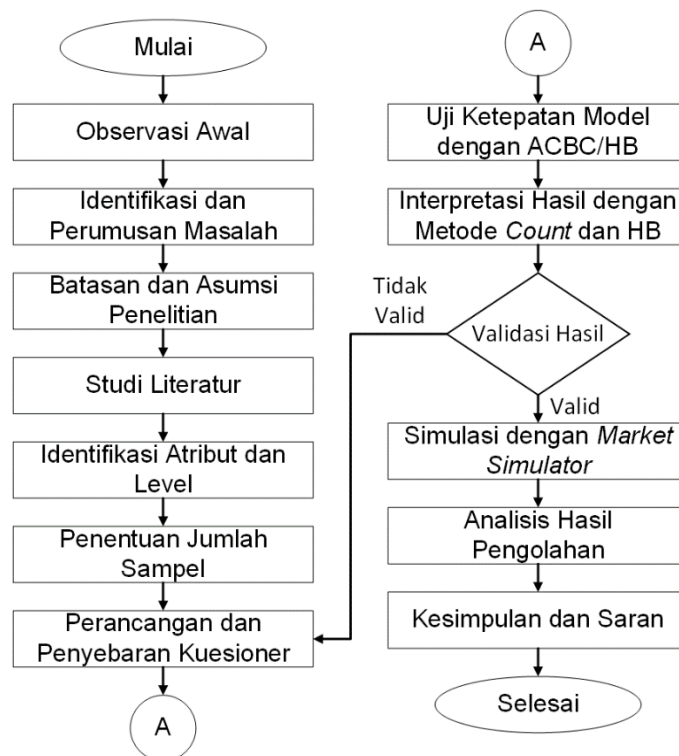 Mulai
Observasi Awal
Identifikasi dan
Perumusan Masalah
Batasan dan Asumsi
Penelitian
Studi Literatur
Identifikasi Atribut dan
Level
Penentuan Jumlah
Sampel
Perancangan dan
Penyebaran Kuesioner
A
A
Uji Ketepatan Model
dengan ACBC/HB
Interpretasi Hasil dengan
Metode Count dan HB
Tidak
Valid
Validasi Hasil
Valid
Simulasi dengan Market
Simulator
Analisis Hasil
Pengolahan
Kesimpulan dan Saran
Selesai